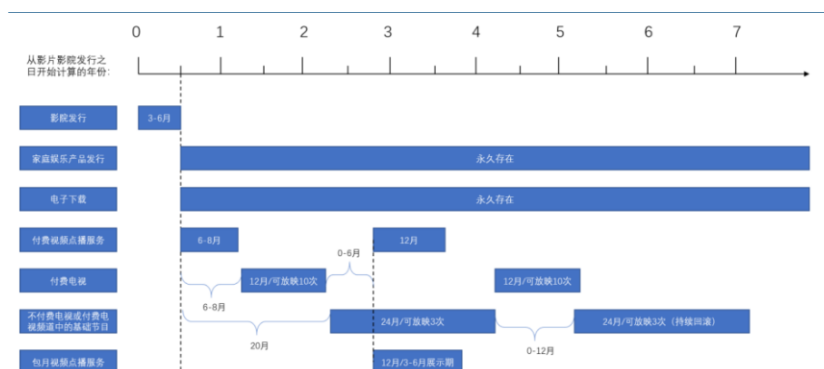 0 1 2 3 4 5 6 7
从影片影院发行之
日开始计算的年份:
影院发行
3-6月
家庭娱乐产品发行
永久存在
电子下载
永久存在
付费视频点播服务
6-8月
12月
0-6月
付费电视
12月/可放映10次
12月/可放映10次
6-8月
不付费电视或付费电
视频道中的基础节目
24月/可放映3次
24月/可放映3次（持续回滚）
20月
0-12月
包月视频点播服务
12月/3-6月展示期